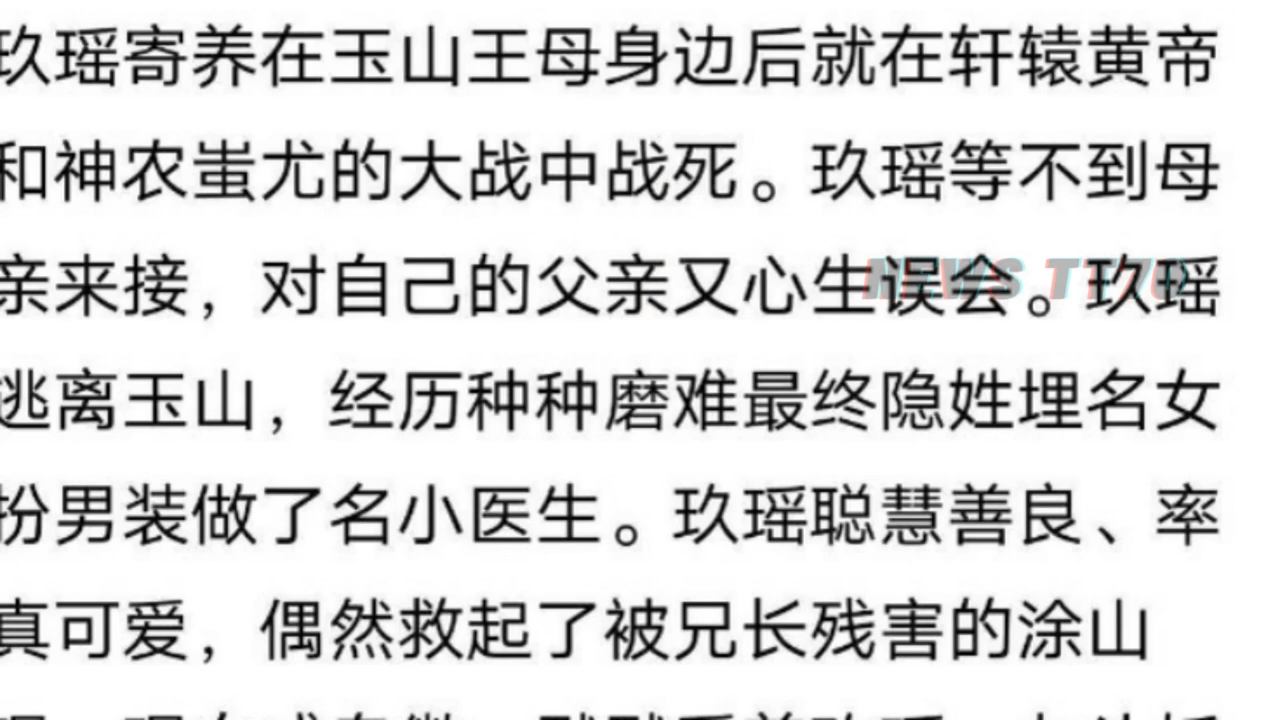 玖瑶寄养在玉山王母身边后就在轩辕黄帝
和神农蚩尤的大战中战死。玖瑶等不到母
亲来接，对自己的父亲又心生误会。玖瑶
NEWS TT70
逃离玉山，经历种种磨难最终隐姓埋名女
扮男装做了名小医生。玖瑶聪慧善良、率
真可爱，偶然救起了被兄长残害的涂山